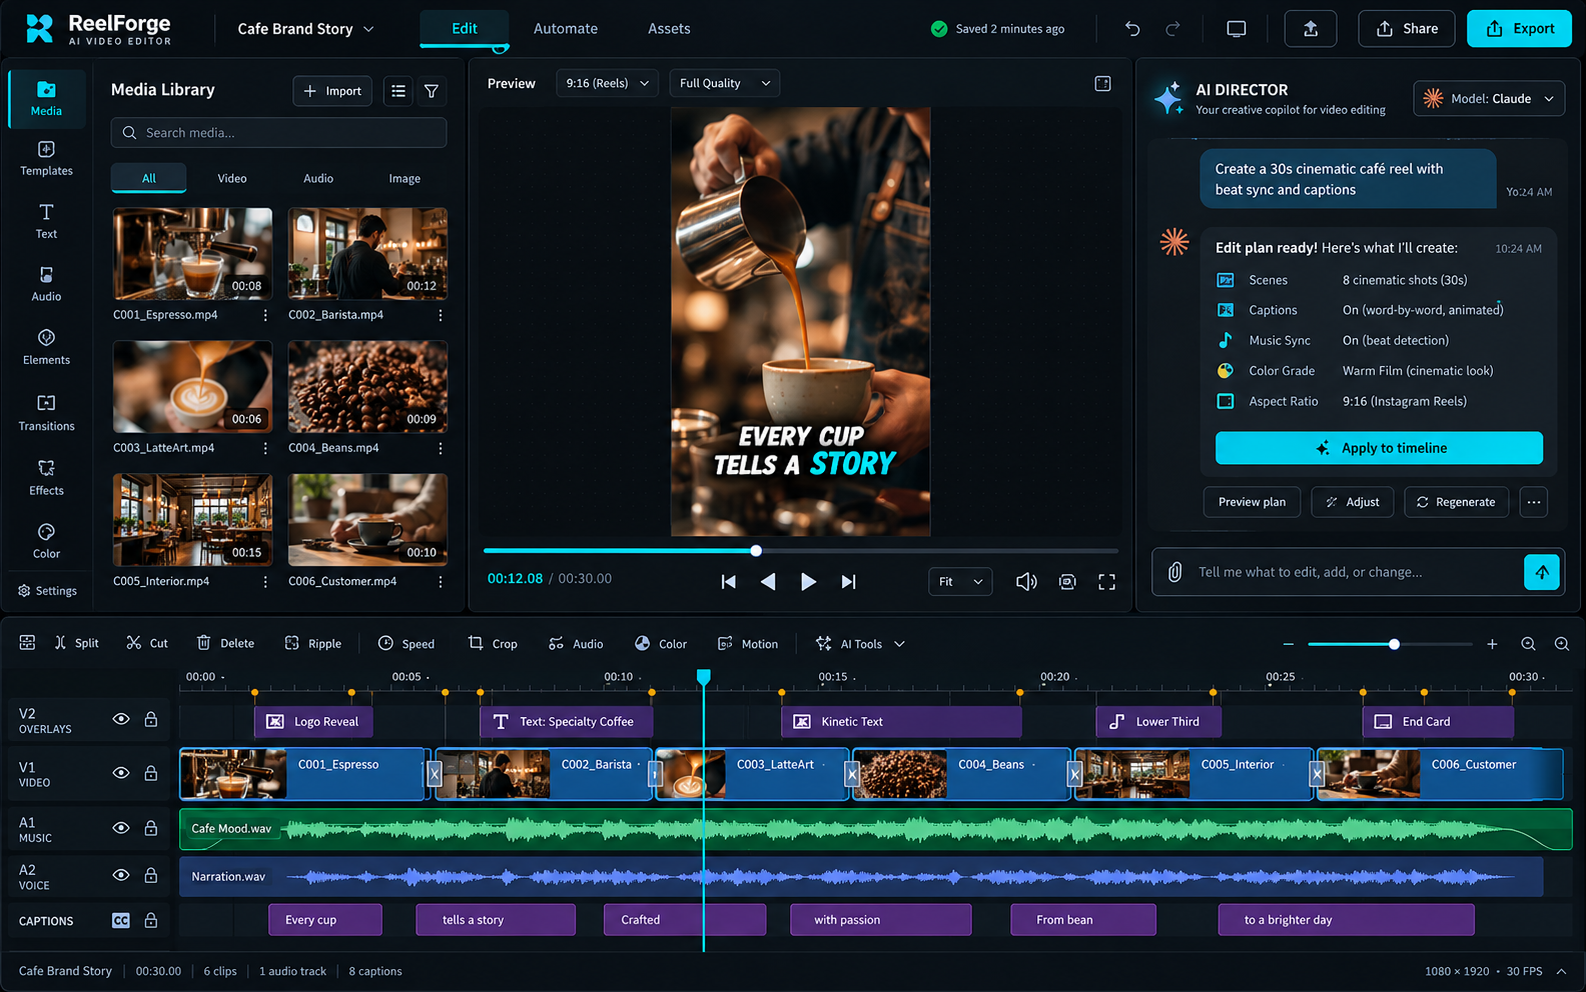 ReelForge
AI VIDEO EDITOR
Cafe Brand Story
Edit
Automate
Assets
Saved 2 minutes ago
Share
Export
Media
Templates
Text
Audio
Elements
Transitions
Effects
Color
Settings
Media Library
Import
Search media...
All
Video
Audio
Image
00:08
00:12
C001_Espresso.mp4
C002_Barista.mp4
00:06
00:09
C003_LatteArt.mp4
C004_Beans.mp4
00:15
00:10
C005_Interior.mp4
C006_Customer.mp4
Preview
9:16 (Reels)
Full Quality
EVERY CUP
TELLS A STORY
00:12.08 / 00:30.00
Fit
AI DIRECTOR
Your creative copilot for video editing
Model: Claude
Create a 30s cinematic café reel with
beat sync and captions
Yo:24 AM
Edit plan ready! Here's what I'll create:
10:24 AM
Scenes 8 cinematic shots (30s)
Captions On (word-by-word, animated)
Music Sync On (beat detection)
Color Grade Warm Film (cinematic look)
Aspect Ratio 9:16 (Instagram Reels)
Apply to timeline
Preview plan
Adjust
Regenerate
Tell me what to edit, add, or change...
Split
Cut
Delete
Ripple
Speed
Crop
Audio
Color
Motion
AI Tools
00:00
00:05
00:10
00:15
00:20
00:25
00:30
V2
OVERLAYS
Logo Reveal
Text: Specialty Coffee
Kinetic Text
Lower Third
End Card
V1
VIDEO
C001_Espresso
C002_Barista
C003_LatteArt
C004_Beans
C005_Interior
C006_Customer
A1
MUSIC
Cafe Mood.wav
A2
VOICE
Narration.wav
CAPTIONS
CC
Every cup
tells a story
Crafted
with passion
From bean
to a brighter day
Cafe Brand Story
00:30.00
6 clips
1 audio track
8 captions
1080 × 1920 • 30 FPS